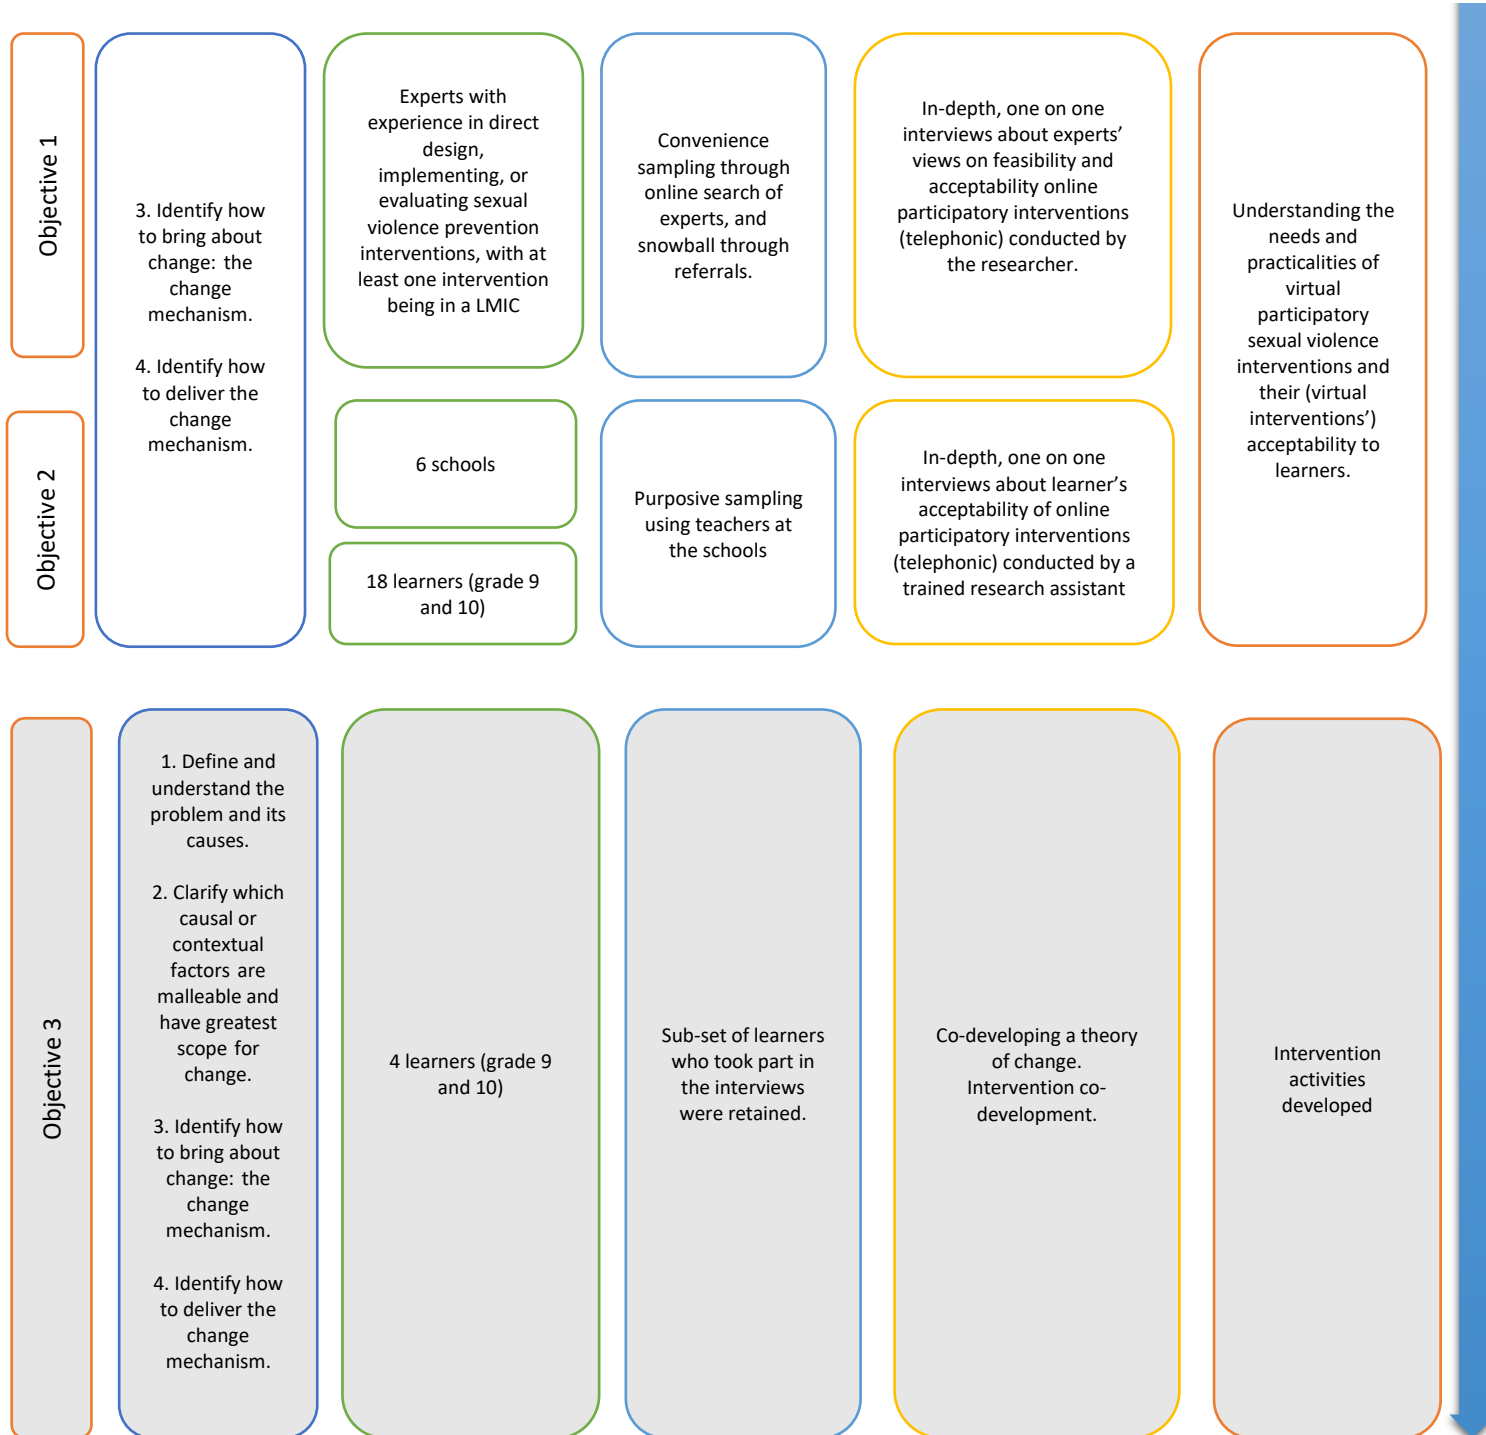 Objective 1
3. Identify how
to bring about
change: the
change
mechanism.
4. Identify how
to deliver the
change
mechanism.
Experts with
experience in direct
design,
implementing, or
evaluating sexual
violence prevention
interventions, with at
least one intervention
being in a LMIC
Convenience
sampling through
online search of
experts, and
snowball through
referrals.
In-depth, one on one
interviews about experts’
views on feasibility and
acceptability online
participatory interventions
(telephonic) conducted by
the researcher.
Understanding the
needs and
practicalities of
virtual
participatory
sexual violence
interventions and
their (virtual
interventions’)
acceptability to
learners.
Objective 2
6 schools
18 learners (grade 9
and 10)
Purposive sampling
using teachers at
the schools
In-depth, one on one
interviews about learner’s
acceptability of online
participatory interventions
(telephonic) conducted by a
trained research assistant
Objective 3
1. Define and
understand the
problem and its
causes.
2. Clarify which
causal or
contextual
factors are
malleable and
have greatest
scope for
change.
3. Identify how
to bring about
change: the
change
mechanism.
4. Identify how
to deliver the
change
mechanism.
4 learners (grade 9
and 10)
Sub-set of learners
who took part in
the interviews
were retained.
Co-developing a theory
of change.
Intervention co-
development.
Intervention
activities
developed